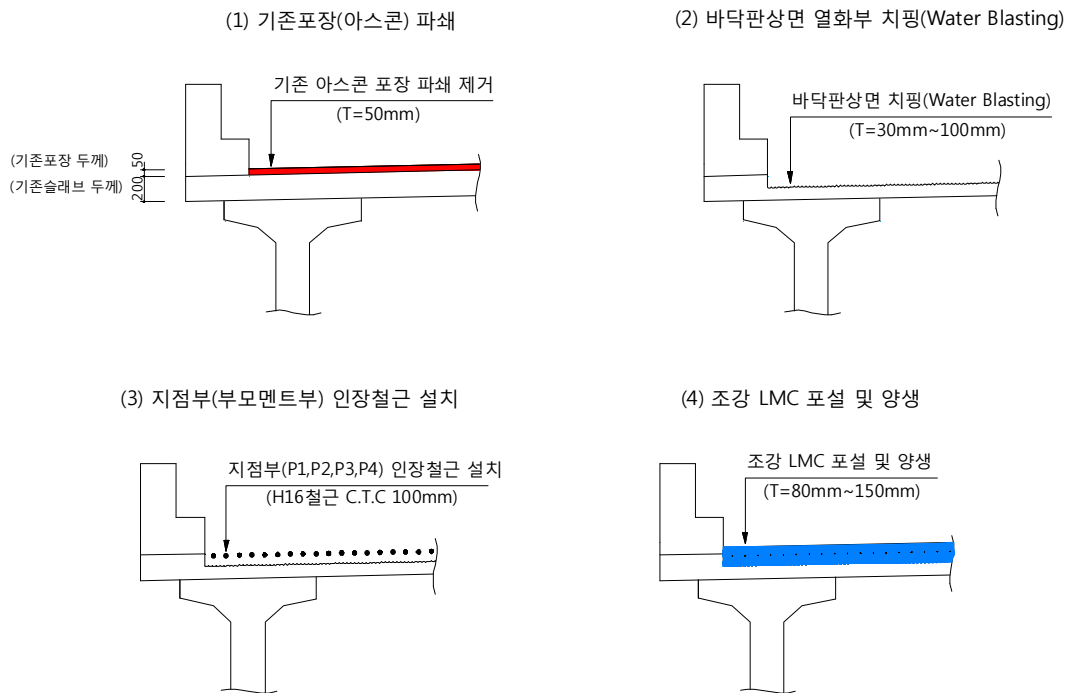 (1) 기존포장(아스콘) 파쇄
기존 아스콘 포장 파쇄 제거
(T=50mm)
(기존포장 두께)
50
(기존슬래브 두께)
200
(2) 바닥판상면 열화부 치핑(Water Blasting)
바닥판상면 치핑(Water Blasting)
(T=30mm~100mm)
(3) 지점부(부모멘트부) 인장철근 설치
지점부(P1,P2,P3,P4) 인장철근 설치
(H16철근 C.T.C 100mm)
(4) 조강 LMC 포설 및 양생
조강 LMC 포설 및 양생
(T=80mm~150mm)